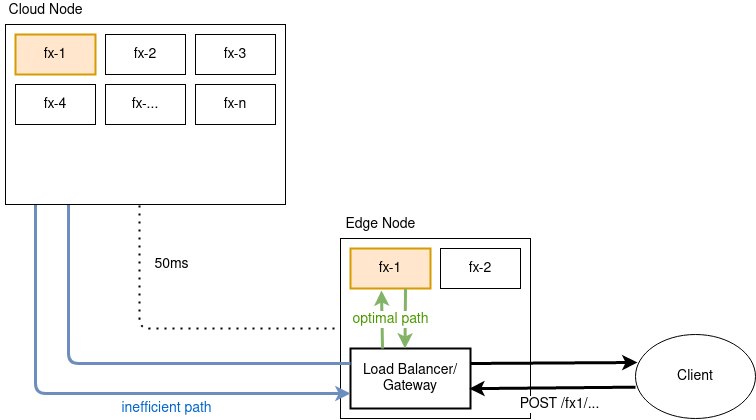 Cloud Node
fx-1
fx-2
fx-3
fx-4
fx-...
fx-n
50ms
Edge Node
fx-1
fx-2
optimal path
Load Balancer/
Gateway
Client
POST /fx1/...
inefficient path